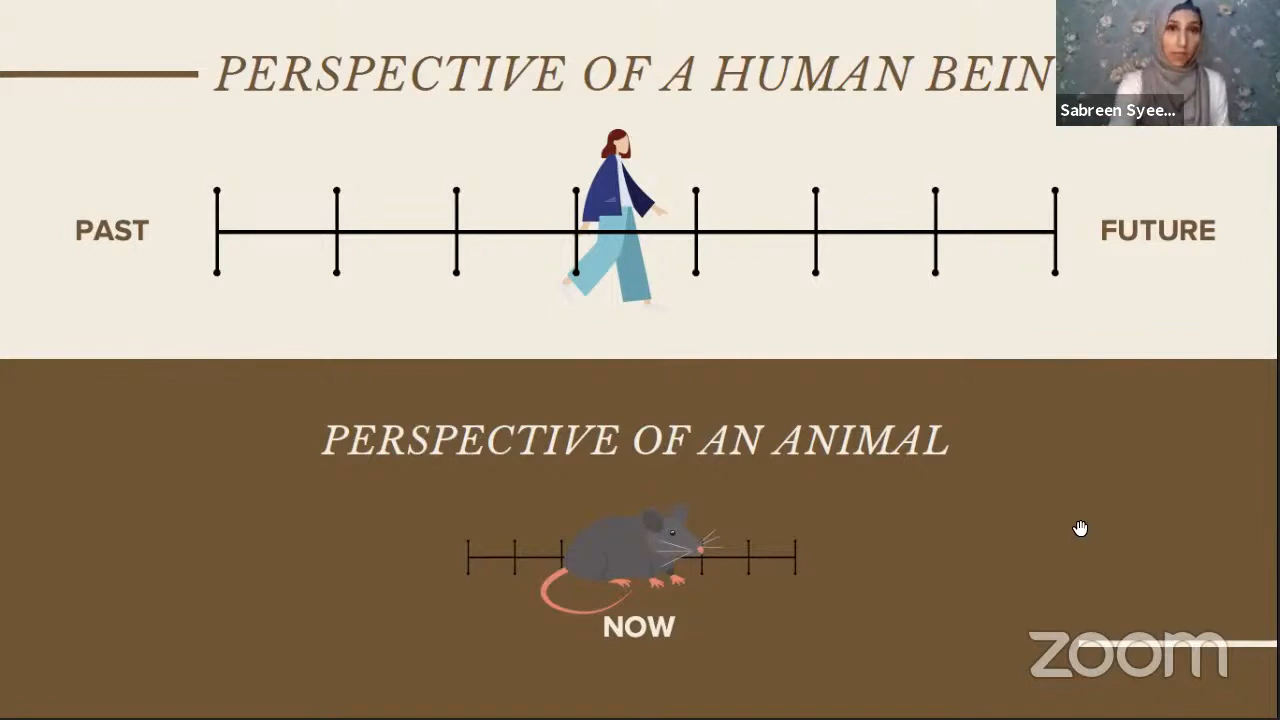 PERSPECTIVE OF A HUMAN BEIN
Sabreen Syee...
PAST
FUTURE
PERSPECTIVE OF AN ANIMAL
NOW
zoom